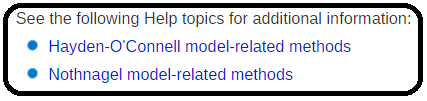 See the following Help topics for additional information:
Hayden-O'Connell model-related methods
Nothnagel model-related methods